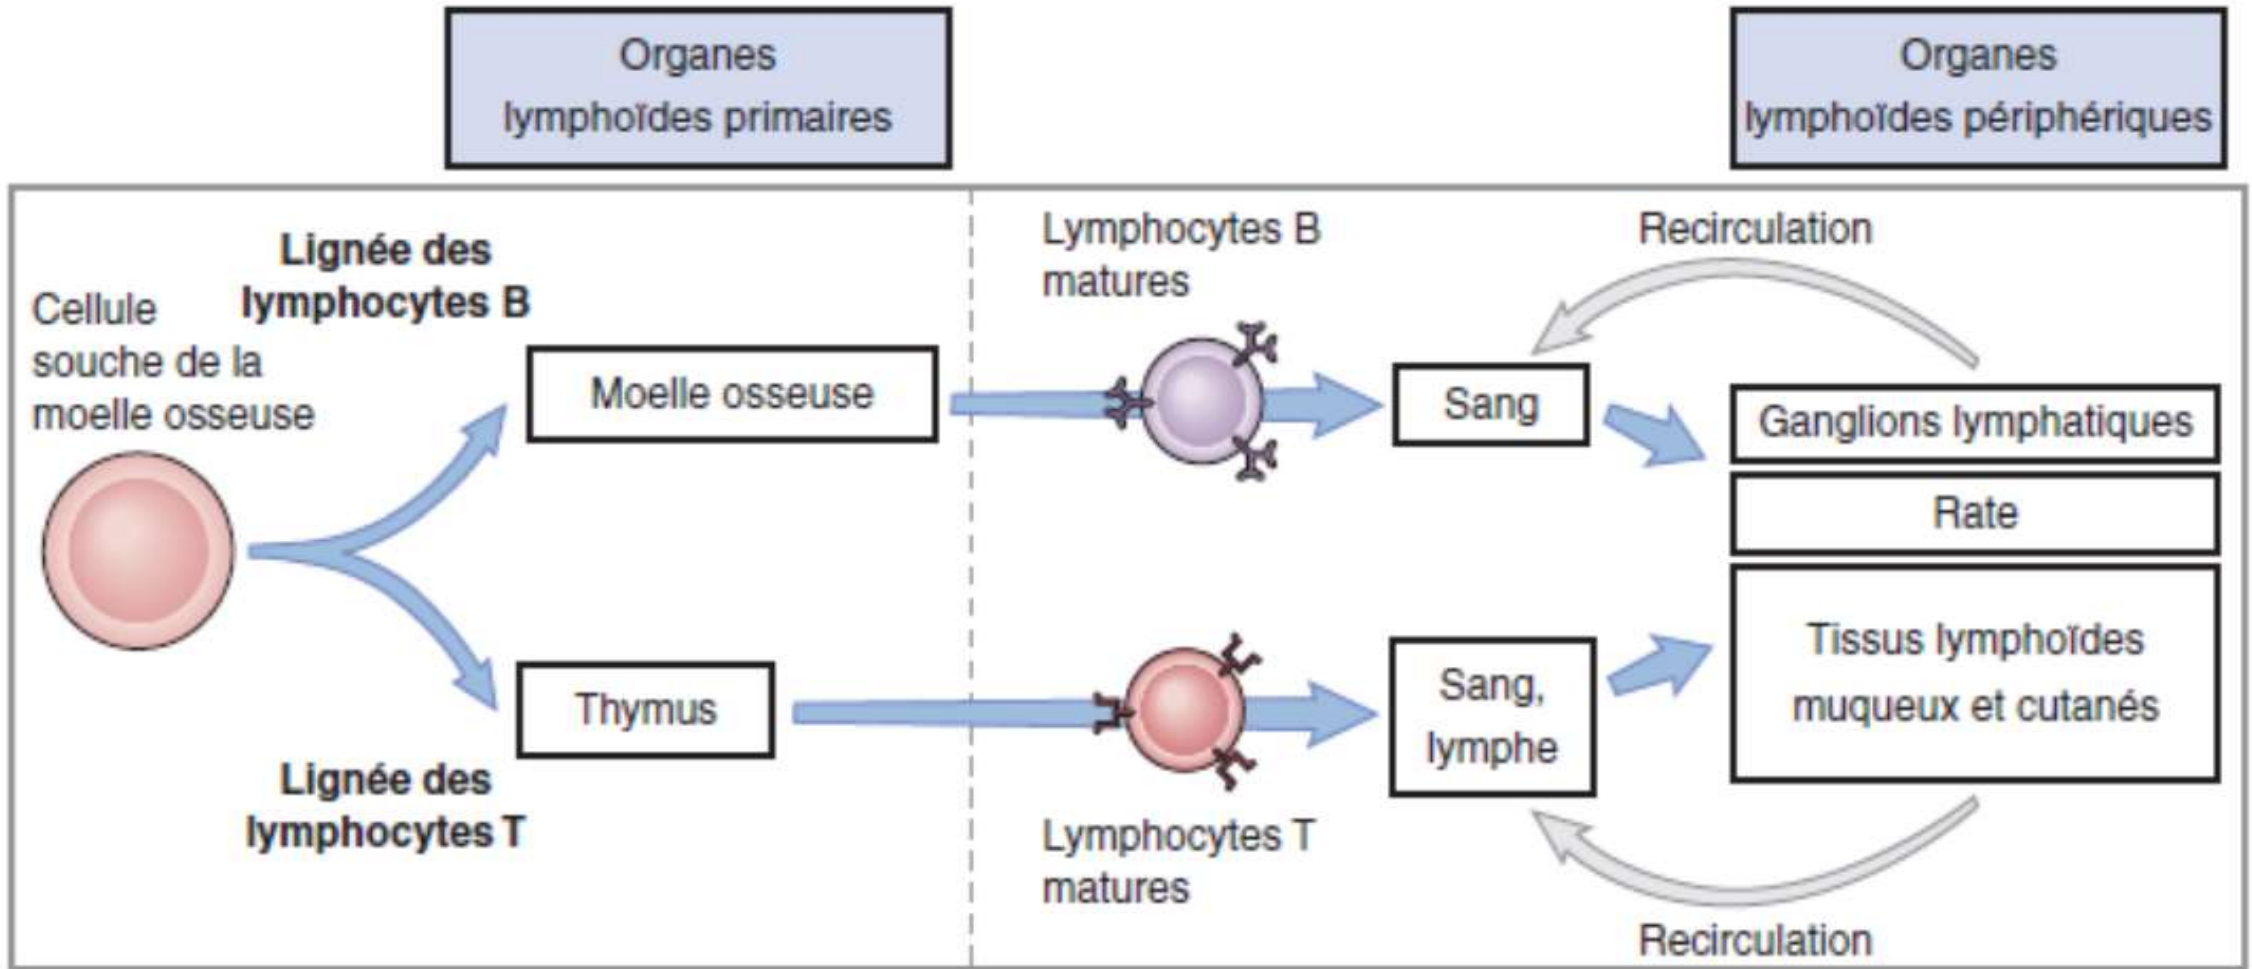 Organes
lymphoïdes primaires
Organes
lymphoïdes périphériques
Lignée des
lymphocytes B
Cellule
souche de la
moelle osseuse
Moelle osseuse
Thymus
Lignée des
lymphocytes T
Lymphocytes B
matures
Recirculation
Sang
Ganglions lymphatiques
Rate
Tissus lymphoïdes
muqueux et cutanés
Sang,
lymphe
Lymphocytes T
matures
Recirculation